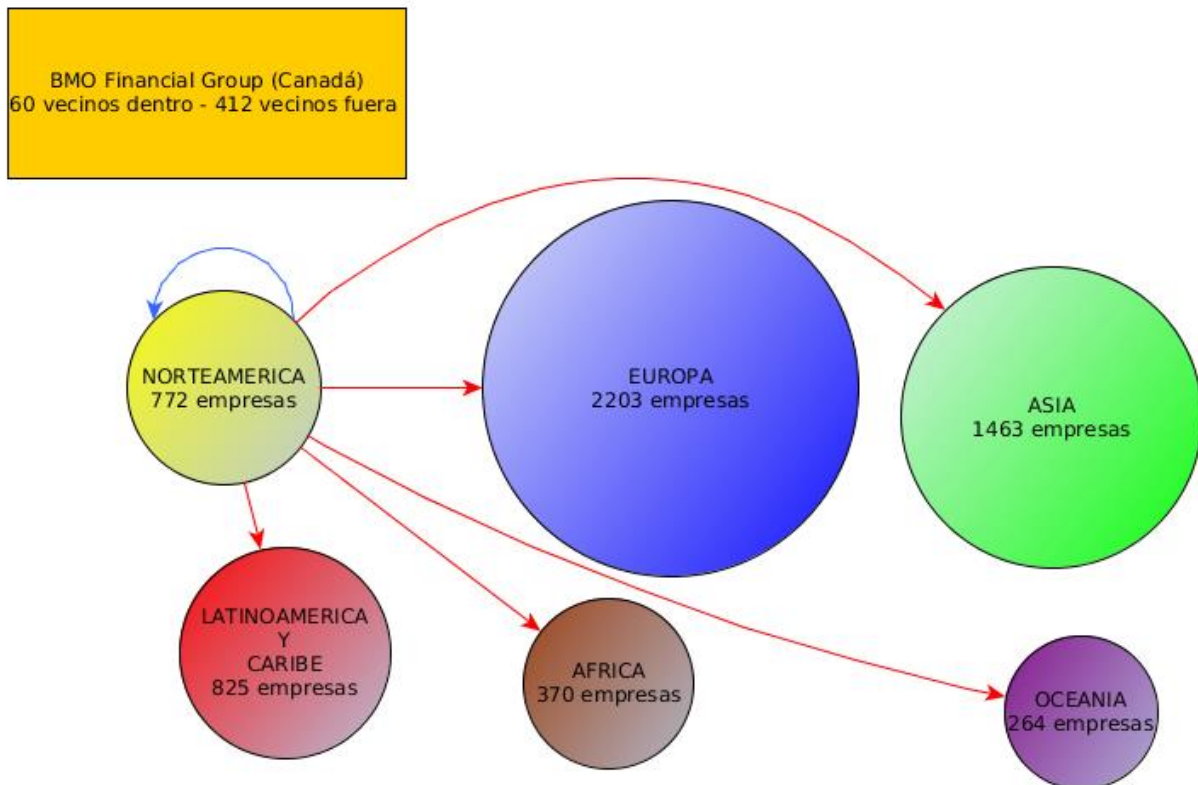 BMO Financial Group (Canadá)
60 vecinos dentro - 412 vecinos fuera
NORTEAMERICA
772 empresas
EUROPA
2203 empresas
ASIA
1463 empresas
LATINOAMERICA
Y
CARIBE
825 empresas
AFRICA
370 empresas
OCEANIA
264 empresas